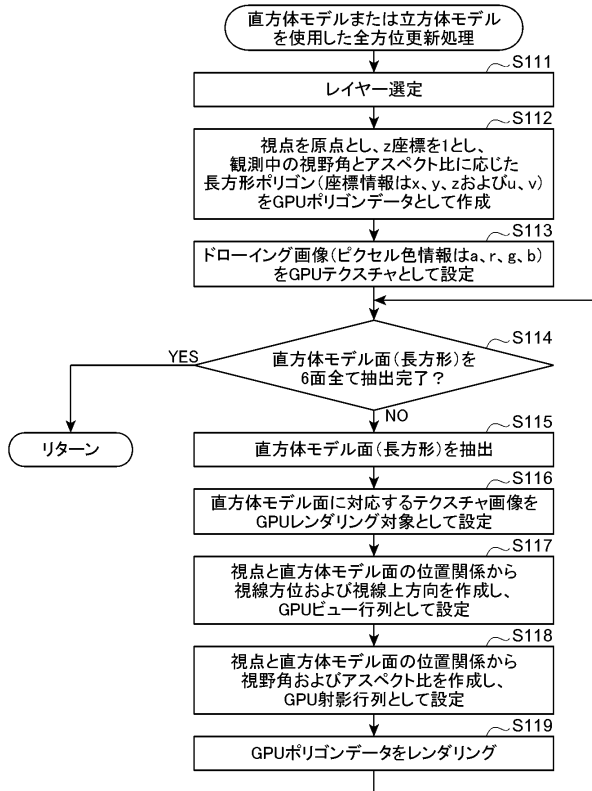 直方体モデルまたは立方体モデル
を使用した全方位更新処理
S111
レイヤー選定
S112
視点を原点とし、z座標を1とし、
観測中の視野角とアスペクト比に応じた
長方形ポリゴン(座標情報はx、y、zおよびu、v)
をGPUポリゴンデータとして作成
S113
ドローイング画像(ピクセル色情報はa、r、g、b)
をGPUテクスチャとして設定
S114
YES
直方体モデル面(長方形)を
6面全て抽出完了?
NO
リターン
S115
直方体モデル面(長方形)を抽出
S116
直方体モデル面に対応するテクスチャ画像を
GPUレンダリング対象として設定
S117
視点と直方体モデル面の位置関係から
視線方位および視線上方向を作成し、
GPUビュー行列として設定
S118
視点と直方体モデル面の位置関係から
視野角およびアスペクト比を作成し、
GPU射影行列として設定
S119
GPUポリゴンデータをレンダリング